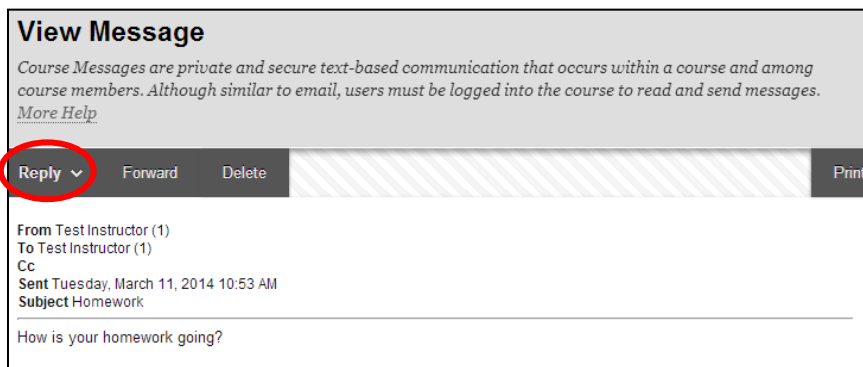 View Message
Course Messages are private and secure text-based communication that occurs within a course and among
course members. Although similar to email, users must be logged into the course to read and send messages.
More Help
Reply Forward Delete Print
From Test Instructor (1)
To Test Instructor (1)
Cc
Sent Tuesday, March 11, 2014 10:53 AM
Subject Homework
How is your homework going?